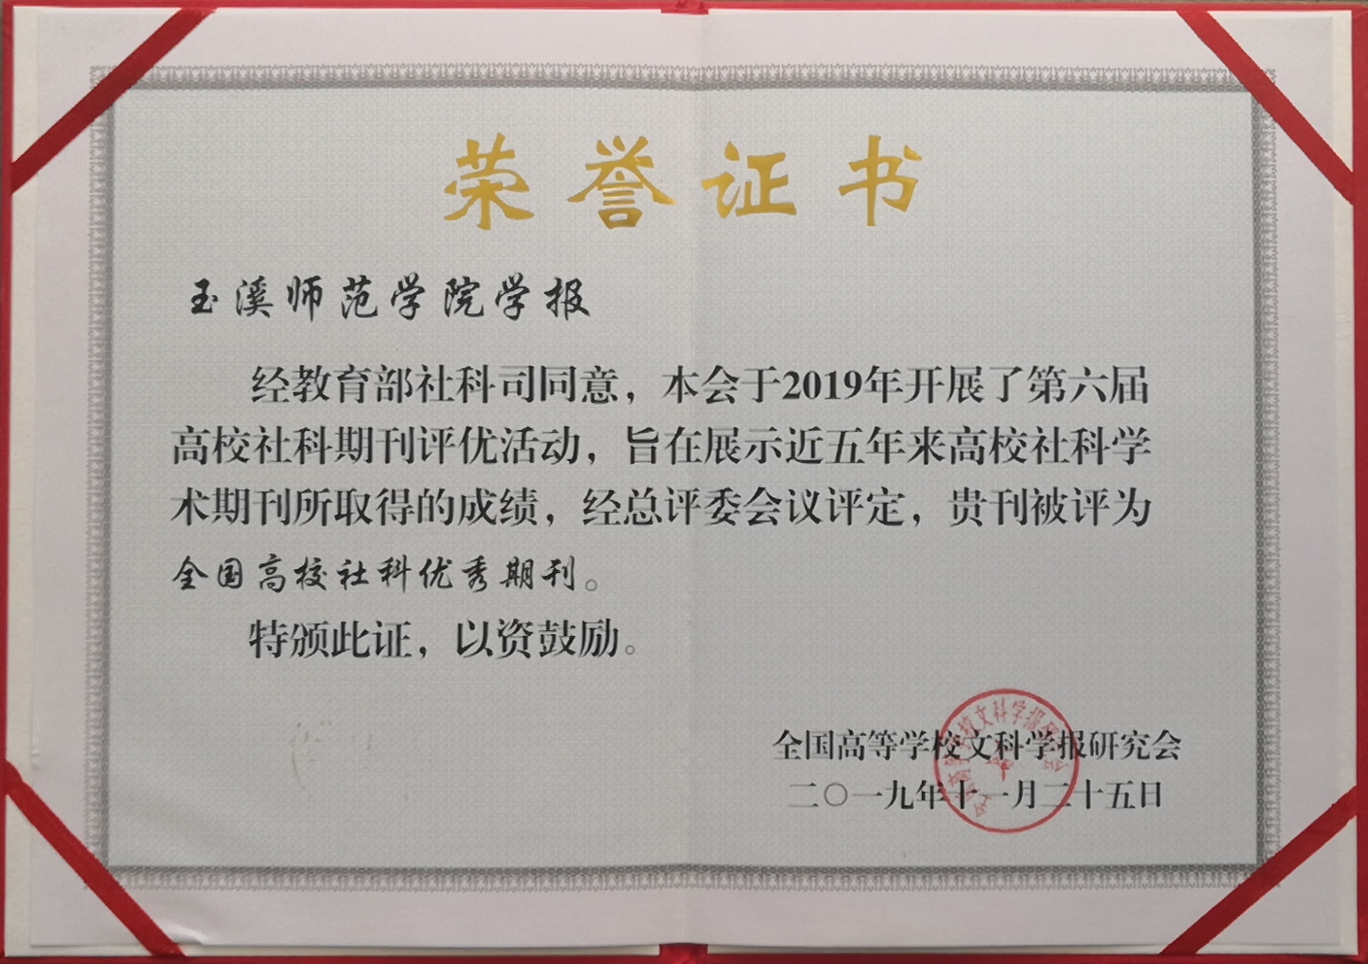 荣誉证书
玉溪师范学院学报
经教育部社科司同意，本会于2019年开展了第六届
高校社科期刊评优活动，旨在展示近五年来高校社科学
术期刊所取得的成绩，经总评委会议评定，贵刊被评为
全国高校社科优秀期刊。
特颁此证，以资鼓励。
全国高等学校文科学报研究会
二〇一九年十一月二十五日